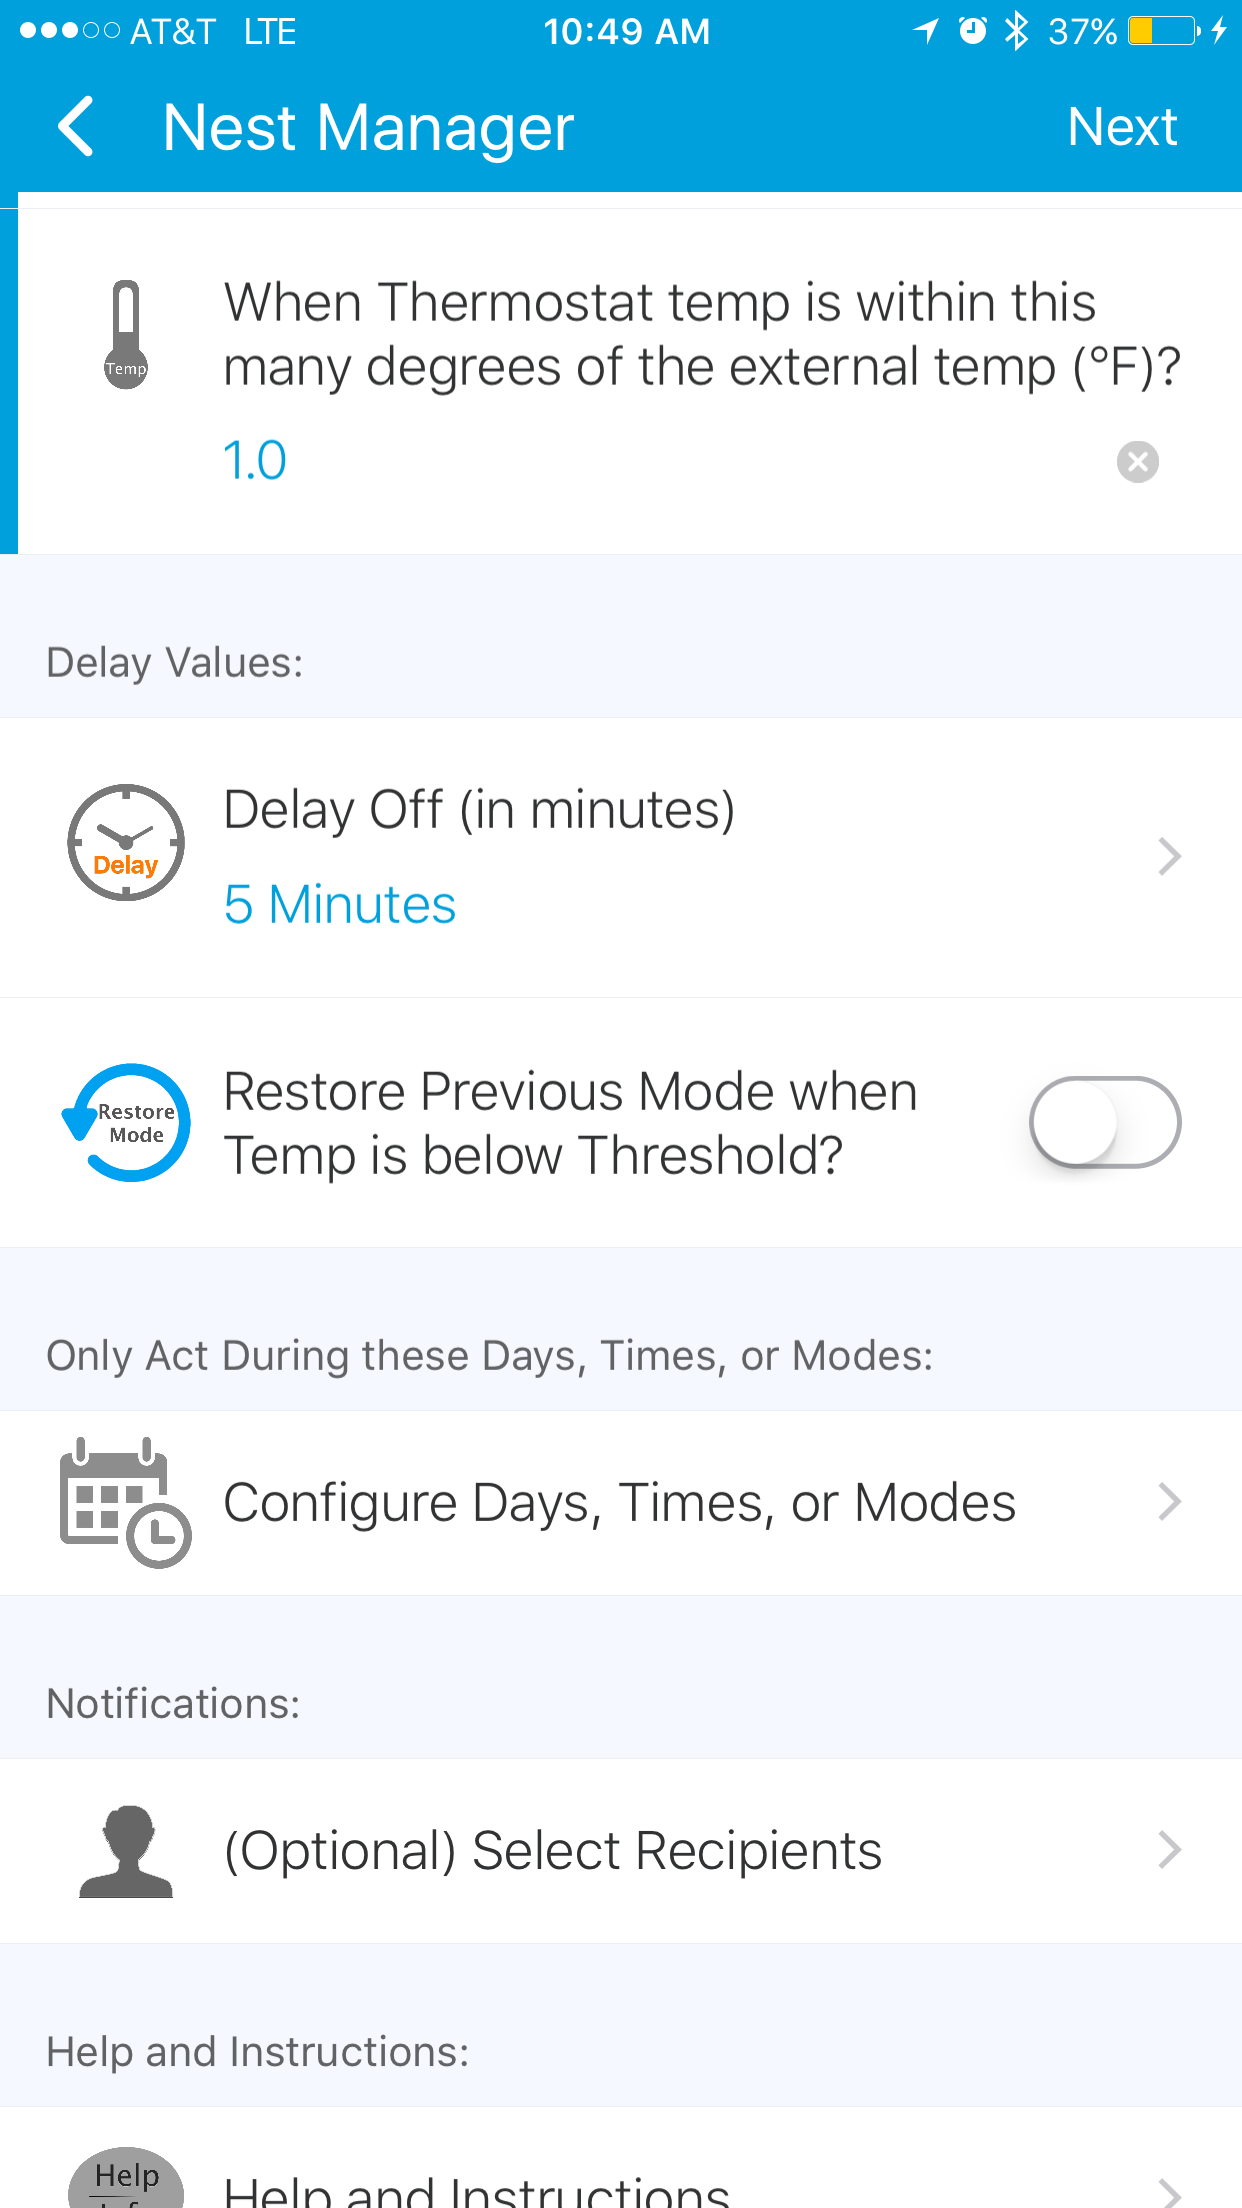 AT&T LTE 10:49 AM 37%
Nest Manager Next
When Thermostat temp is within this
many degrees of the external temp (°F)?
Temp
1.0
Delay Values:
Delay Off (in minutes)
Delay
5 Minutes
Restore Previous Mode when
Temp is below Threshold?
Restore
Mode
Only Act During these Days, Times, or Modes:
Configure Days, Times, or Modes
Notifications:
(Optional) Select Recipients
Help and Instructions:
Help
Help and Instructions